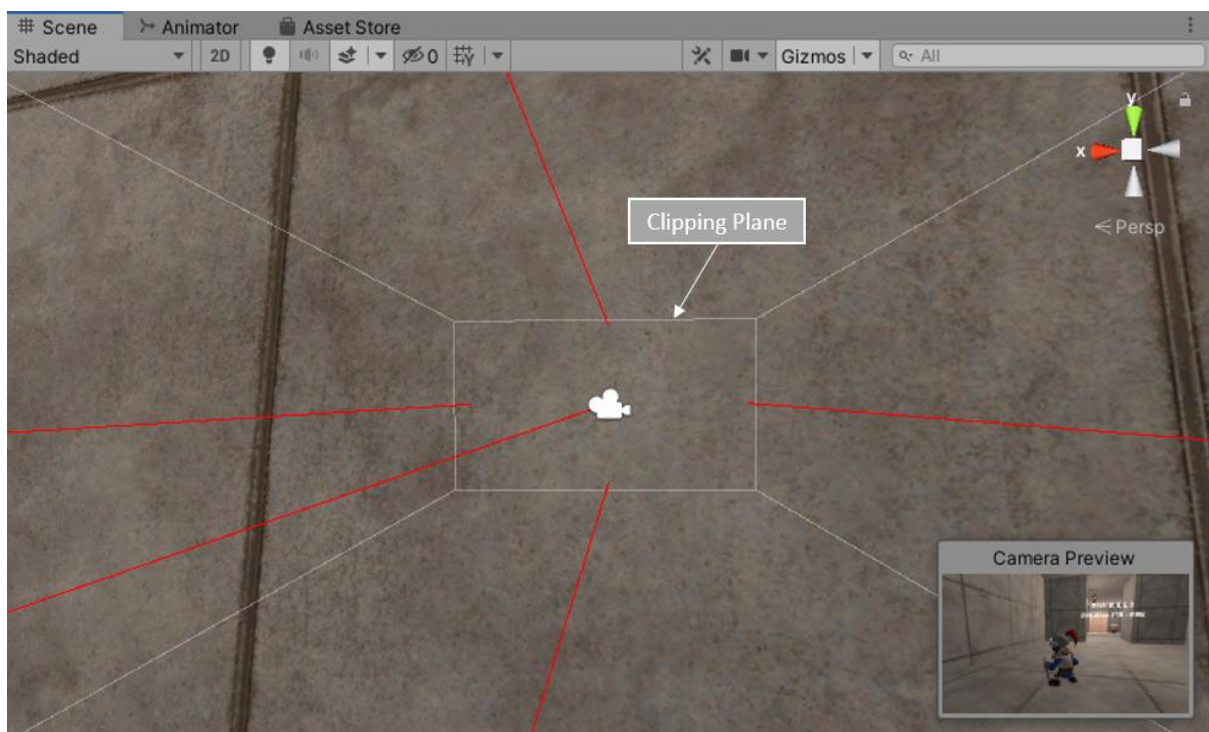 Scene Animator Asset Store
Shaded 2D 0 Gizmos All
y
x
Persp
Clipping Plane
Camera Preview